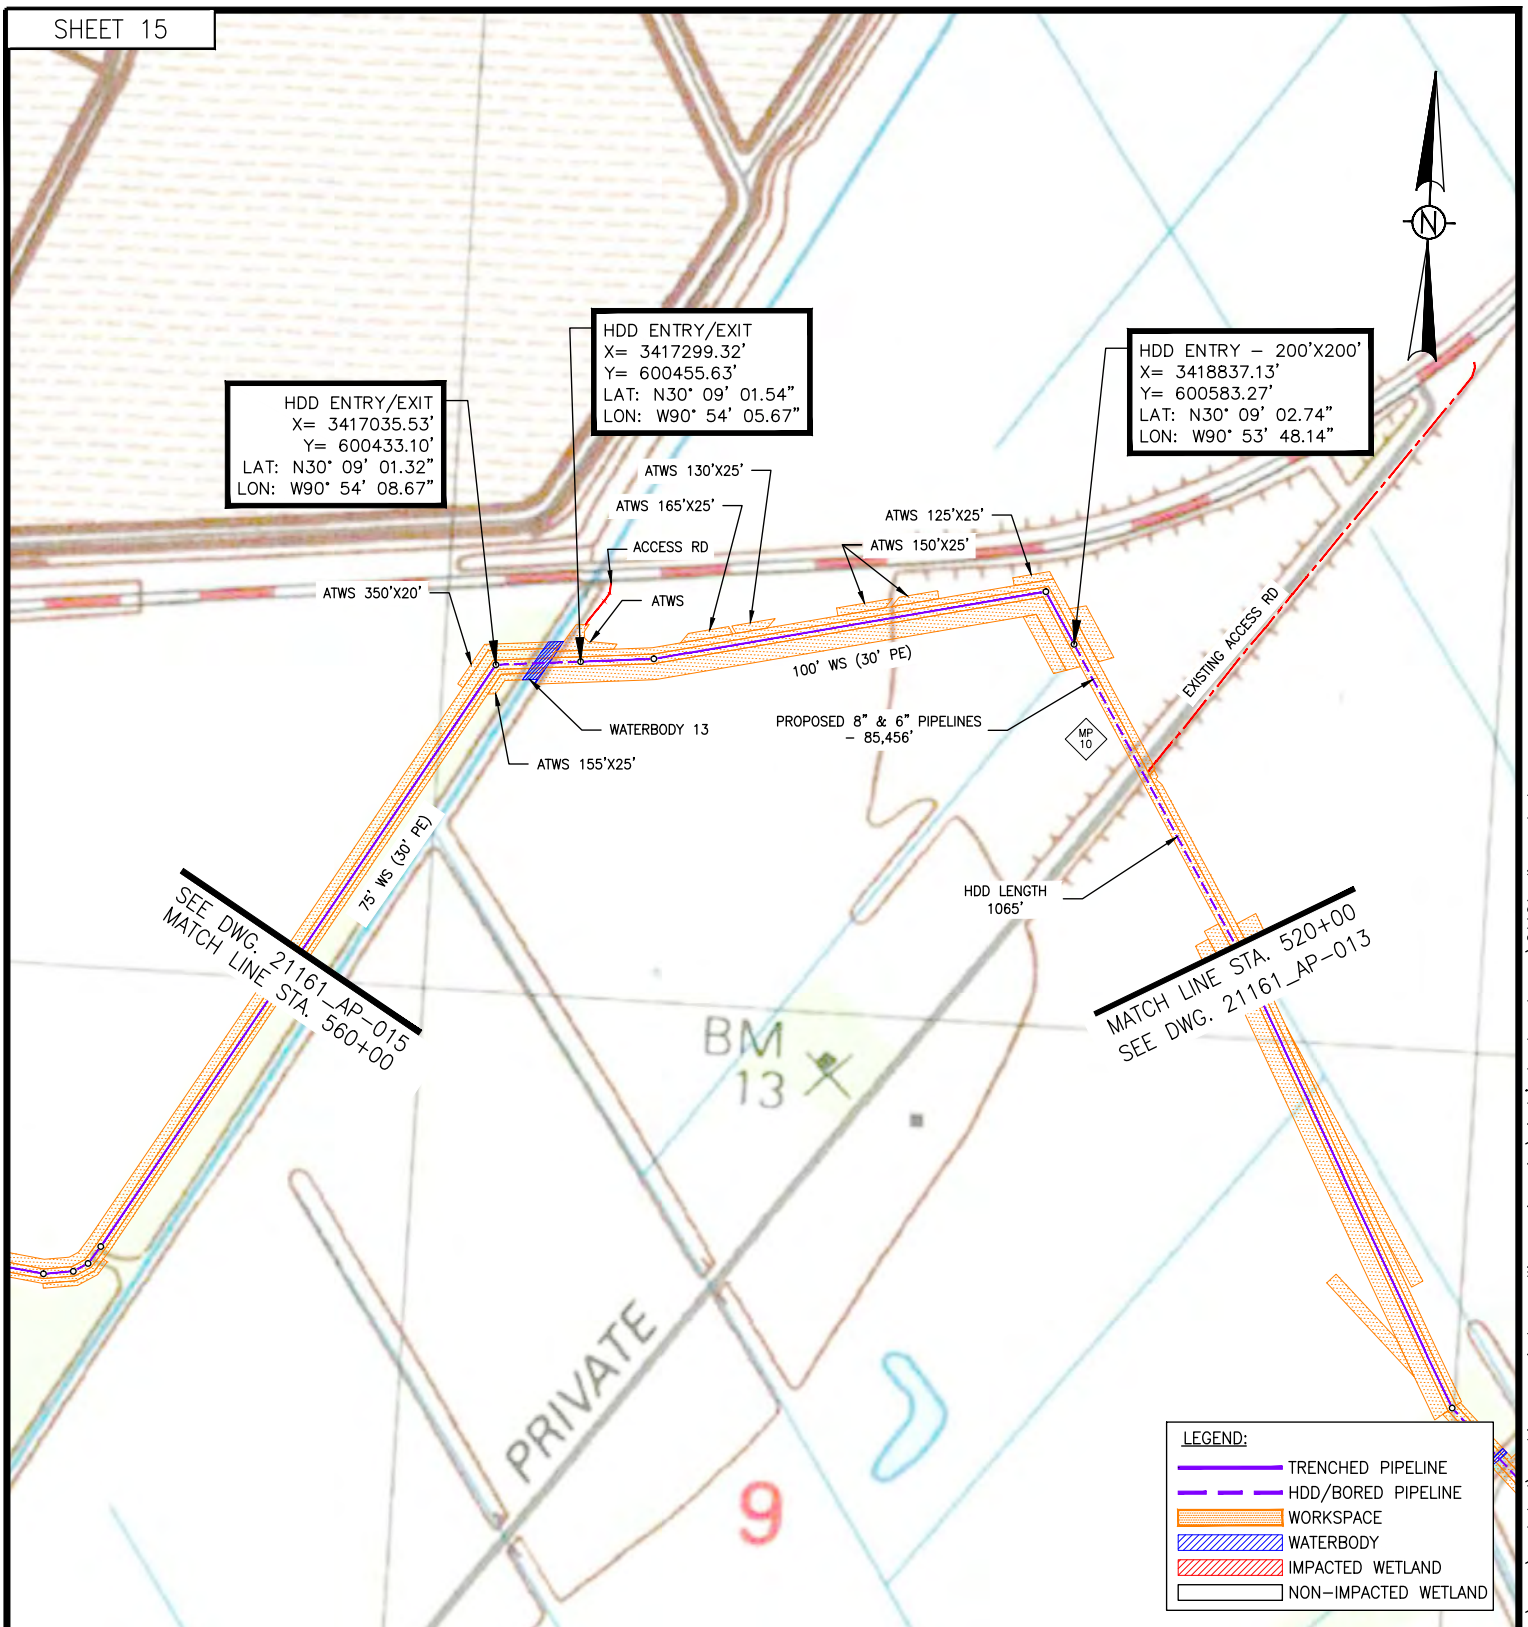 SHEET 15
N
HDD ENTRY/EXIT
X= 3417299.32'
Y= 600455.63'
LAT: N30° 09' 01.54"
LON: W90° 54' 05.67"
HDD ENTRY – 200'X200'
X= 3418837.13'
Y= 600583.27'
LAT: N30° 09' 02.74"
LON: W90° 53' 48.14"
HDD ENTRY/EXIT
X= 3417035.53'
Y= 600433.10'
LAT: N30° 09' 01.32"
LON: W90° 54' 08.67"
ATWS 130'X25'
ATWS 165'X25'
ATWS 125'X25'
ATWS 150'X25'
ACCESS RD
ATWS 350'X20'
ATWS
EXISTING ACCESS RD
100' WS (30' PE)
WATERBODY 13
PROPOSED 8" & 6" PIPELINES
– 85,456'
MP
10
ATWS 155'X25'
75' WS (30' PE)
HDD LENGTH
1065'
SEE DWG. 21161_AP–015
MATCH LINE STA. 560+00
MATCH LINE STA. 520+00
SEE DWG. 21161_AP–013
BM
13
PRIVATE
9
LEGEND:
TRENCHED PIPELINE
HDD/BORED PIPELINE
WORKSPACE
WATERBODY
IMPACTED WETLAND
NON–IMPACTED WETLAND